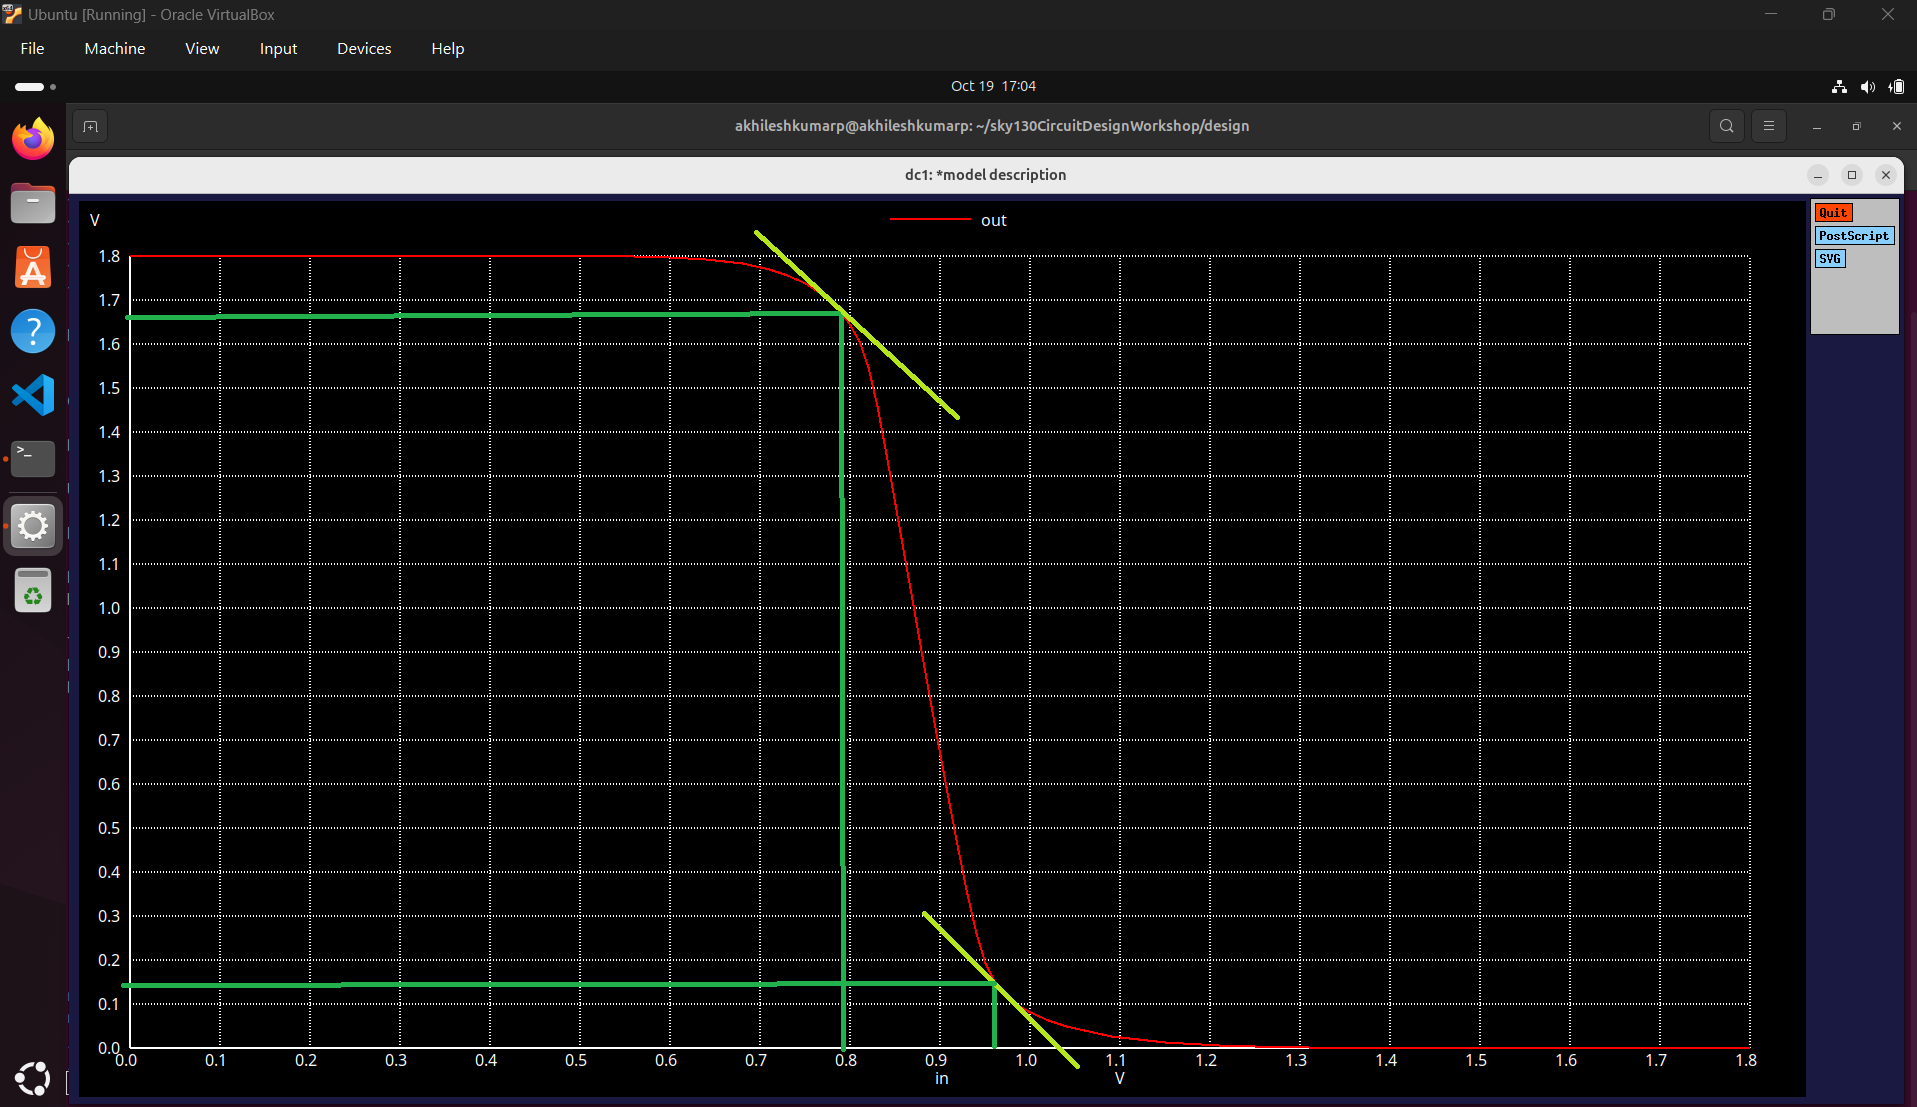 Ubuntu [Running] - Oracle VirtualBox
File Machine View Input Devices Help
Oct 19 17:04
akhileshkumarp@akhileshkumarp: ~/sky130CircuitDesignWorkshop/design
dc1: *model description
V
out
Quit
PostScript
SVG
1.8
1.7
1.6
1.5
1.4
1.3
1.2
1.1
1.0
0.9
0.8
0.7
0.6
0.5
0.4
0.3
0.2
0.1
0.0
0.0 0.1 0.2 0.3 0.4 0.5 0.6 0.7 0.8 0.9 1.0 1.1 1.2 1.3 1.4 1.5 1.6 1.7 1.8
in V